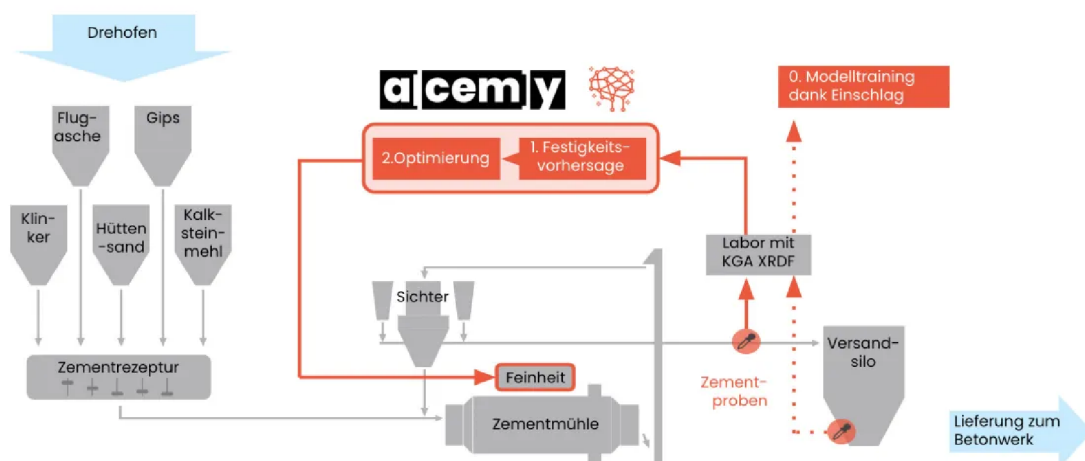 Drehofen
Flug-
asche
Gips
Klin-
ker
Hütten
-sand
Kalk-
stein-
mehl
Zementrezeptur
alcemy
2.Optimierung
1. Festigkeits-
vorhersage
0. Modelltraining
dank Einschlag
Labor mit
KGA XRDF
Sichter
Feinheit
Zementmühle
Zement-
proben
Versand-
silo
Lieferung zum
Betonwerk